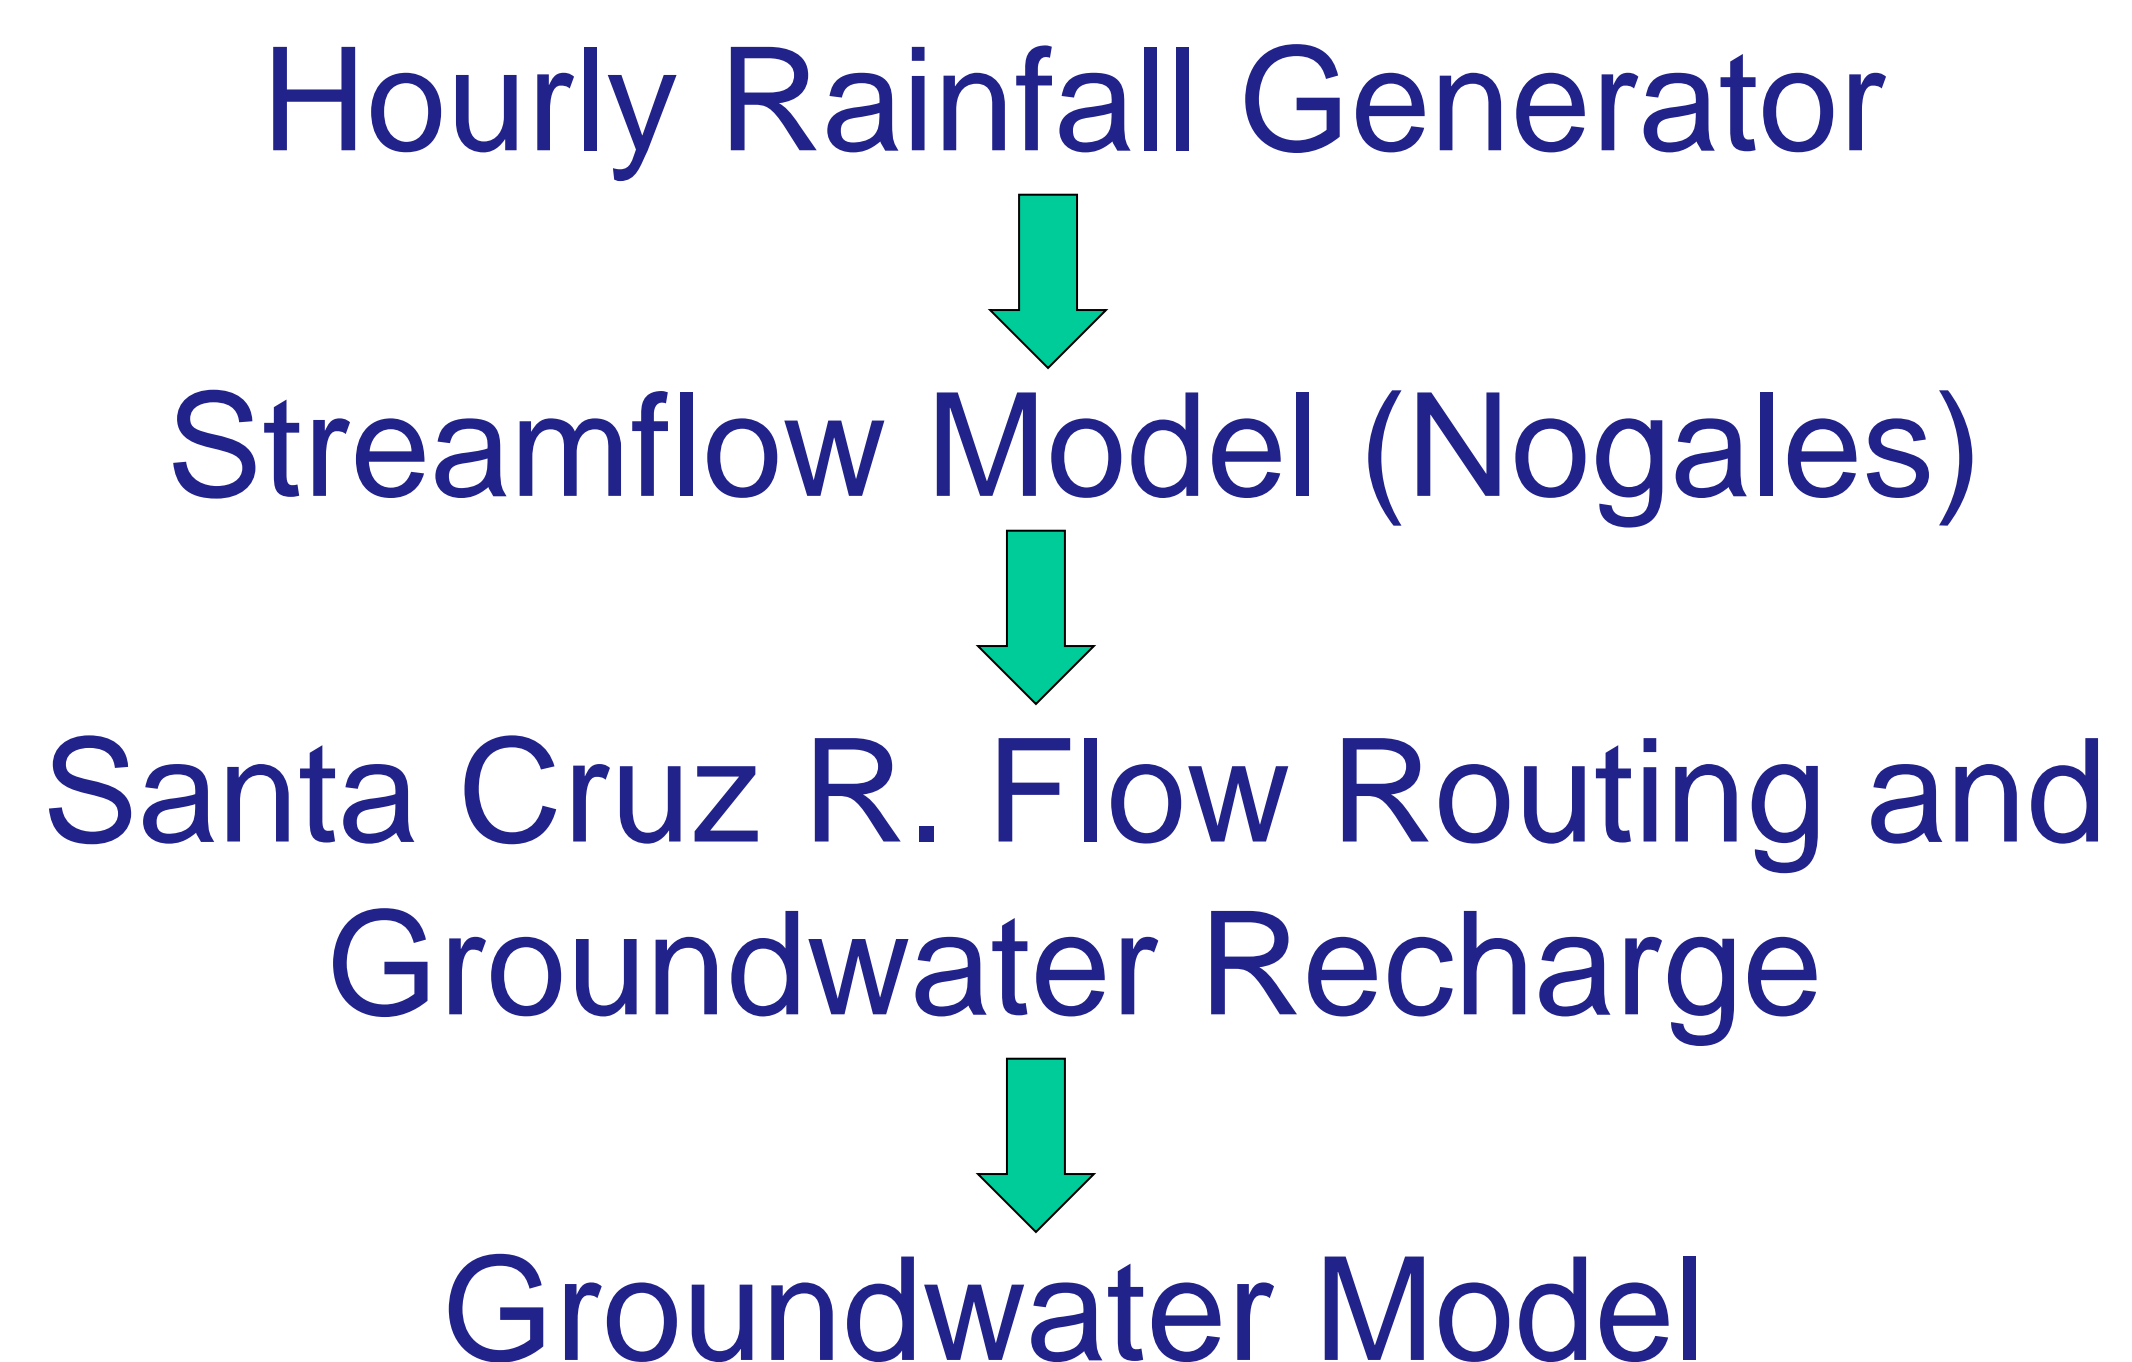 Hourly Rainfall Generator
Streamflow Model (Nogales)
Santa Cruz R. Flow Routing and
Groundwater Recharge
Groundwater Model